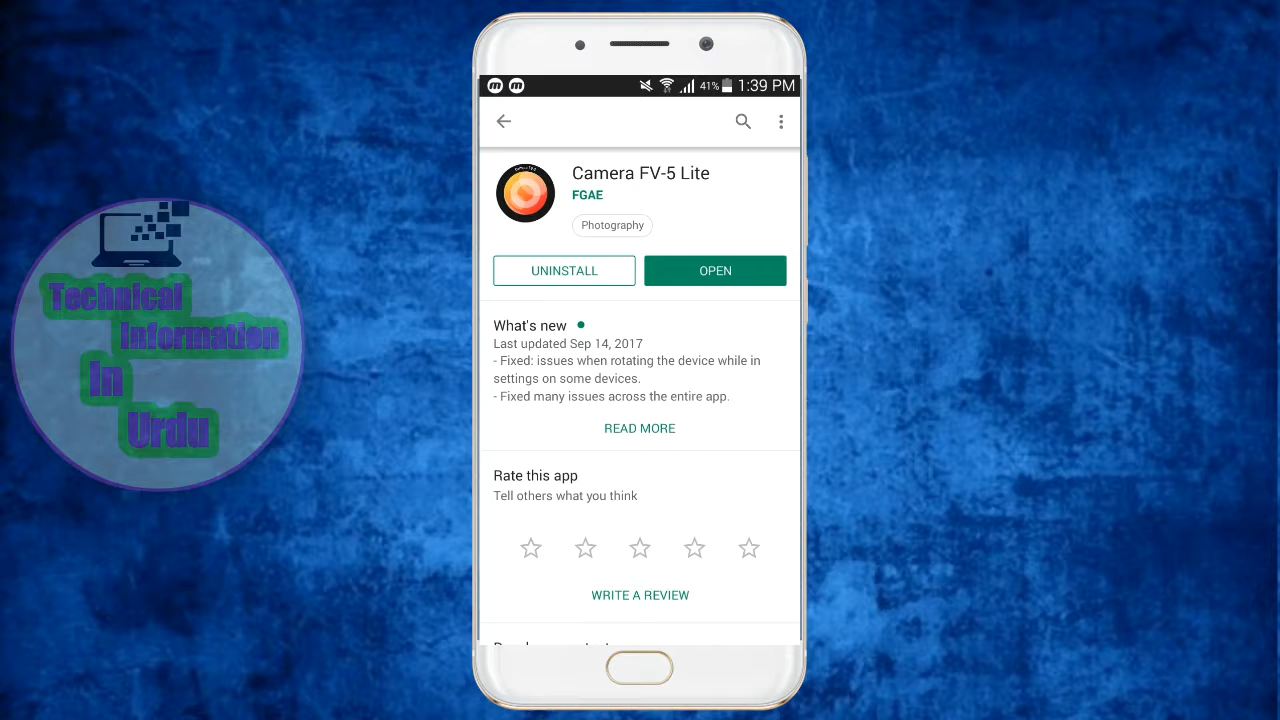 Technical
Information
In
Urdu
41% 1:39 PM
Camera FV-5 Lite
FGAE
Photography
UNINSTALL
OPEN
What's new
Last updated Sep 14, 2017
- Fixed: issues when rotating the device while in
settings on some devices.
- Fixed many issues across the entire app.
READ MORE
Rate this app
Tell others what you think
WRITE A REVIEW